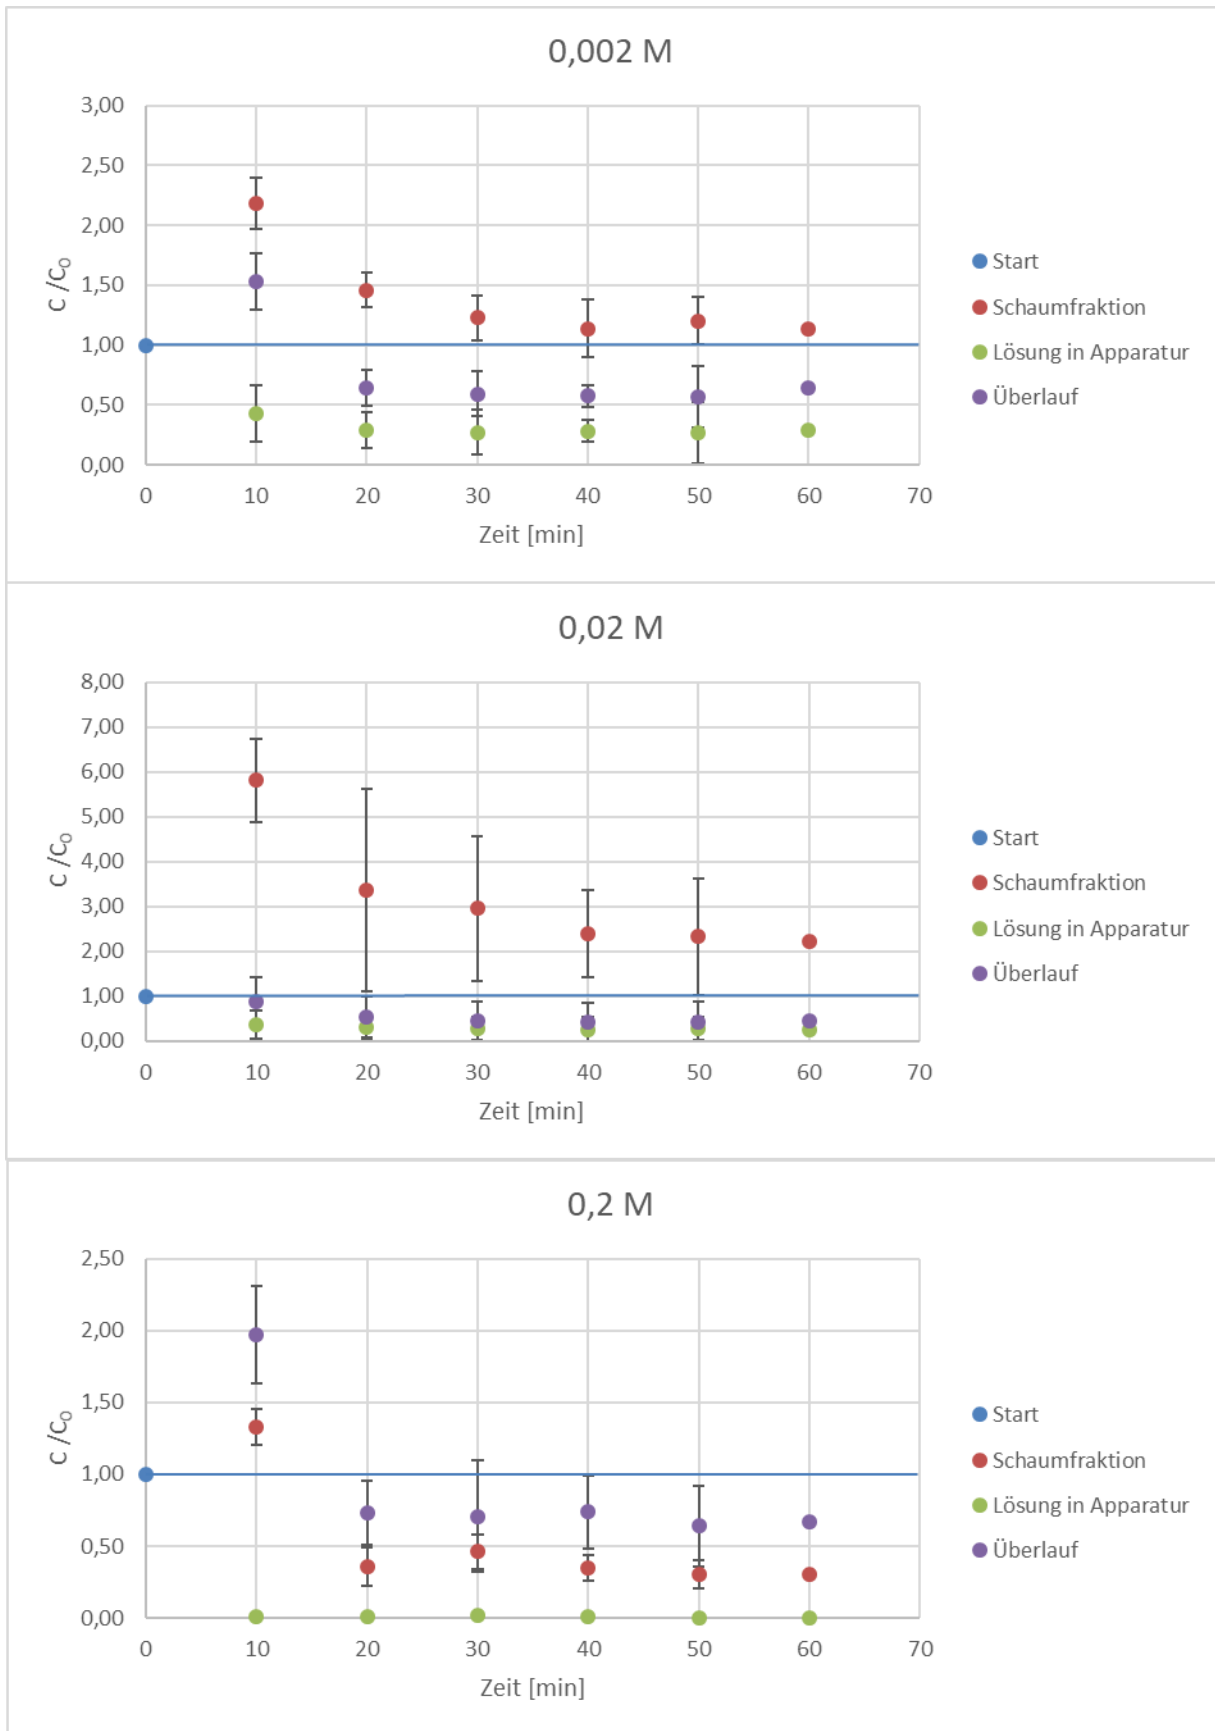 0,002 M
3,00
2,50
2,00
1,50
1,00
0,50
0,00
C /C₀
0 10 20 30 40 50 60 70
Zeit [min]
Start
Schaumfraktion
Lösung in Apparatur
Überlauf
0,02 M
8,00
7,00
6,00
5,00
4,00
3,00
2,00
1,00
0,00
C /C₀
0 10 20 30 40 50 60 70
Zeit [min]
Start
Schaumfraktion
Lösung in Apparatur
Überlauf
0,2 M
2,50
2,00
1,50
1,00
0,50
0,00
C /C₀
0 10 20 30 40 50 60 70
Zeit [min]
Start
Schaumfraktion
Lösung in Apparatur
Überlauf